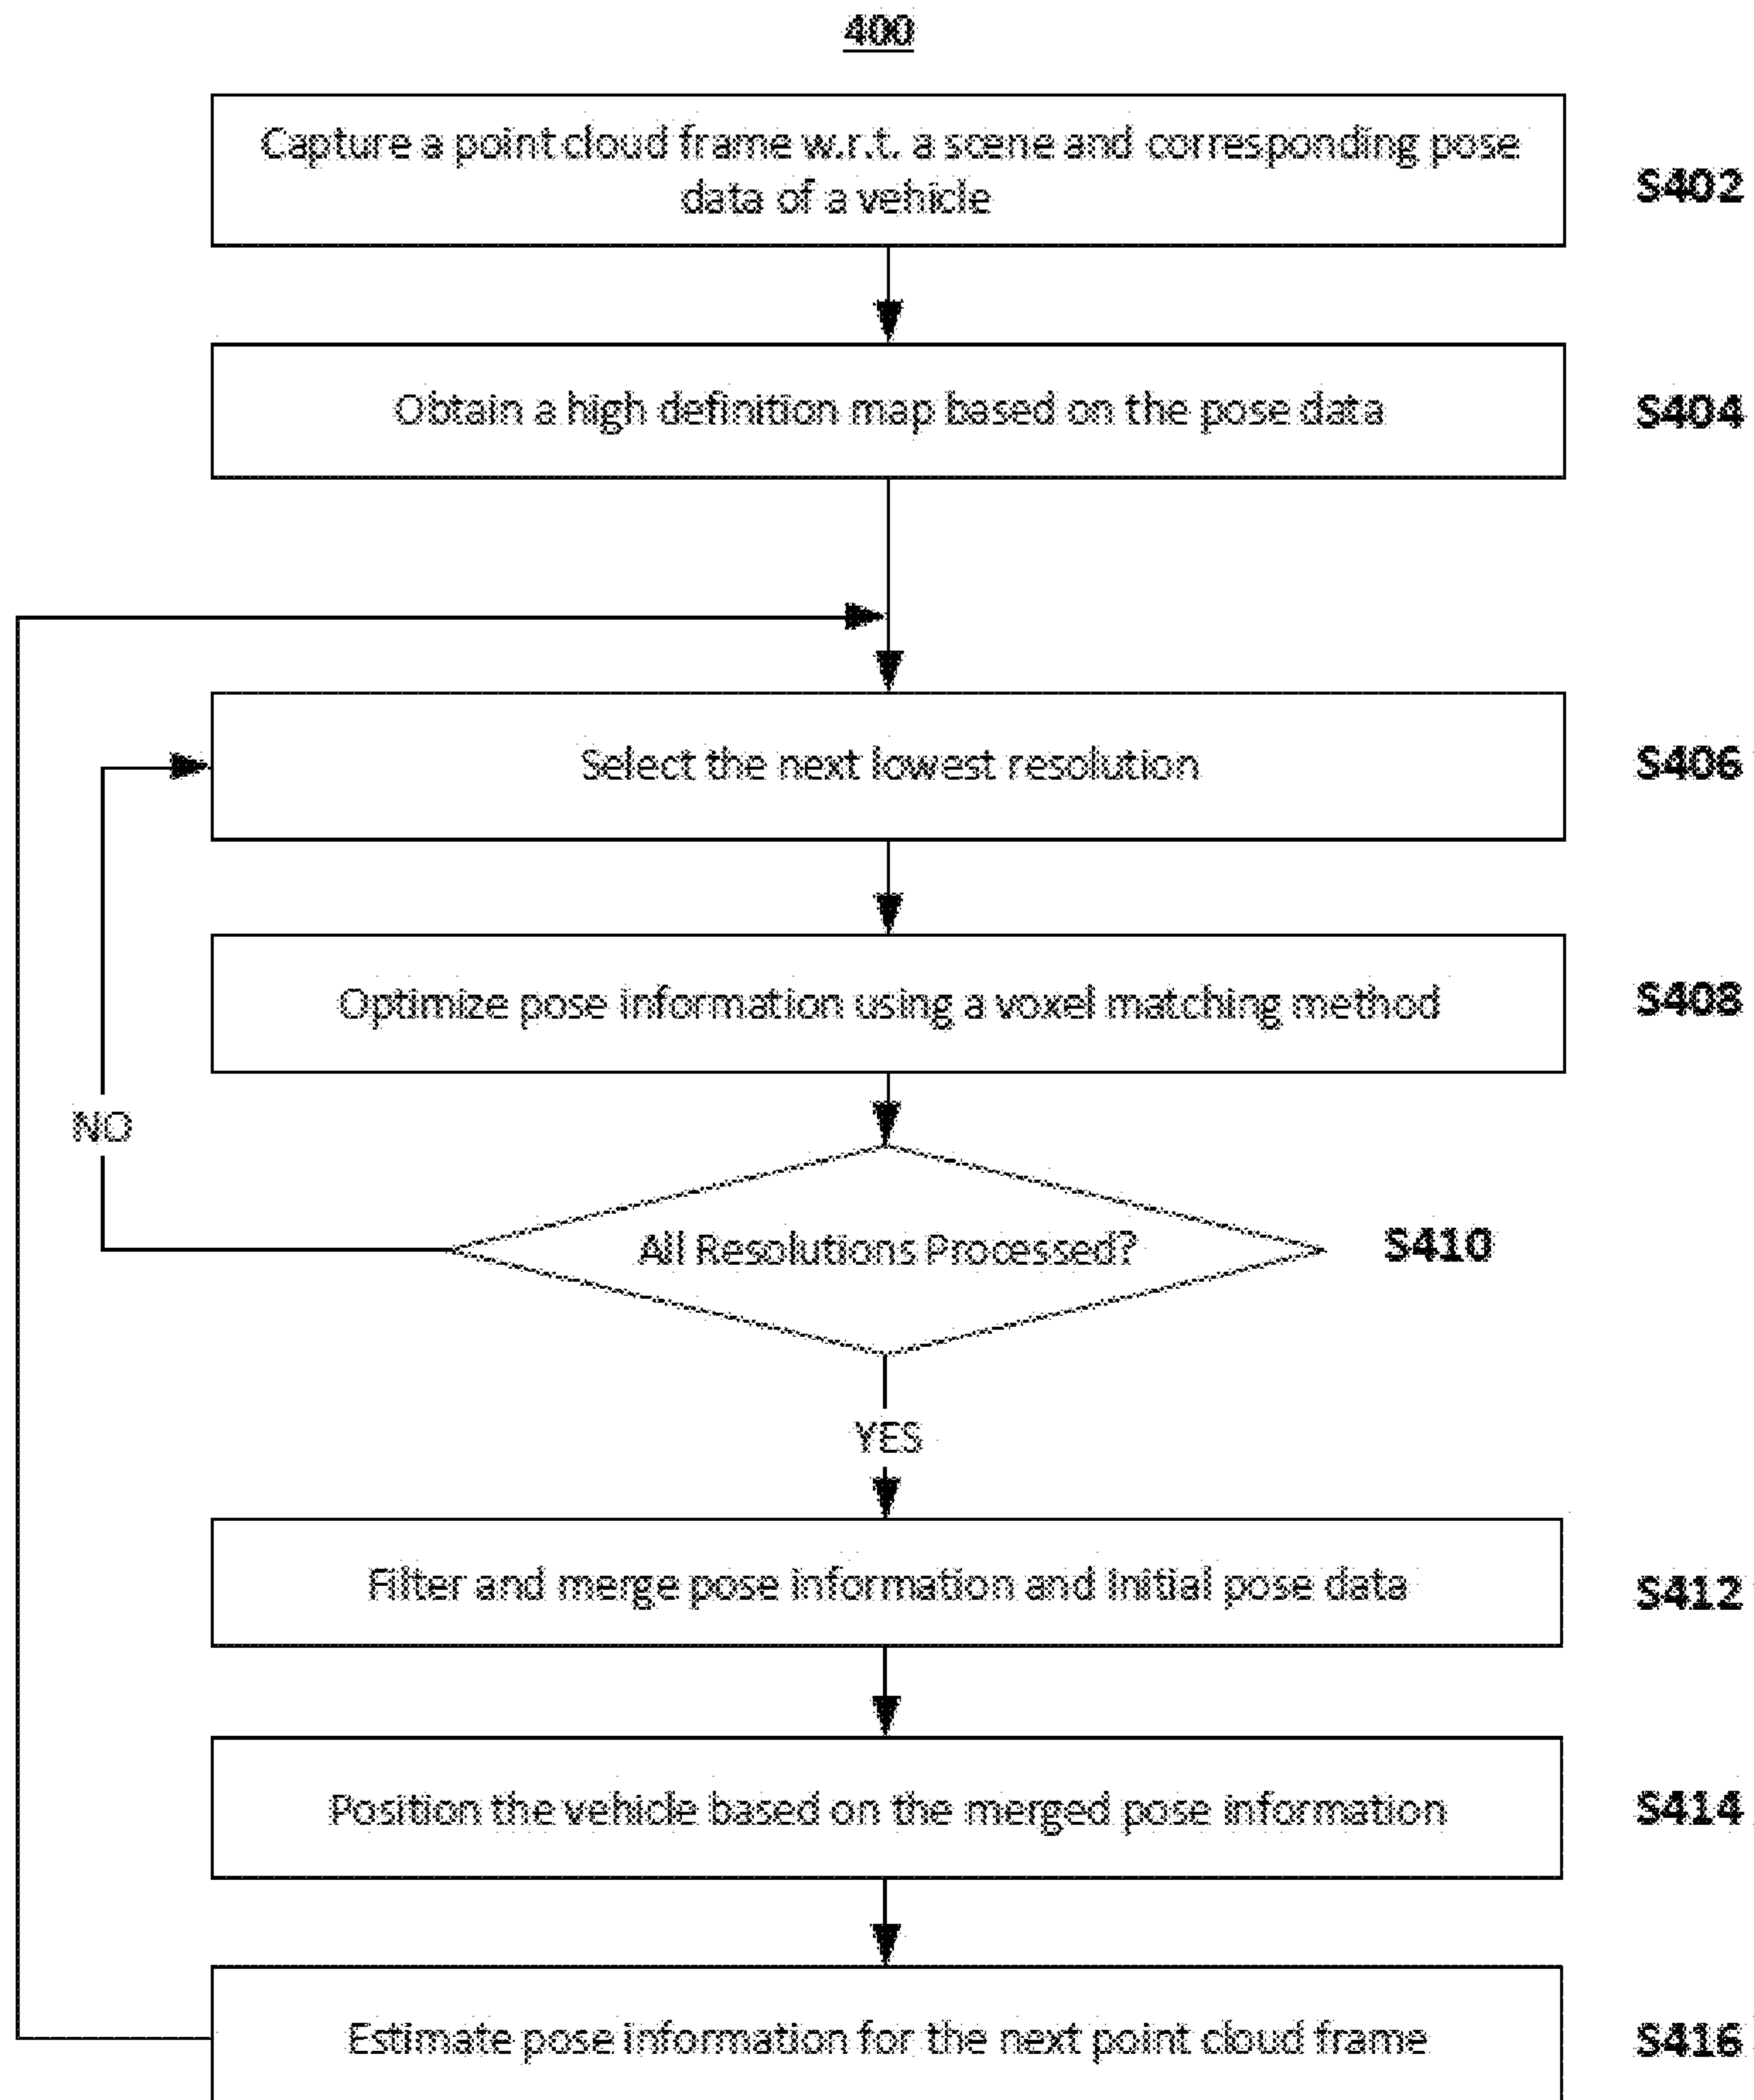 400
Capture a point cloud frame w.r.t. a scene and corresponding pose
data of a vehicle
S402
Obtain a high definition map based on the pose data
S404
Select the next lowest resolution
S406
Optimize pose information using a voxel matching method
S408
NO
All Resolutions Processed?
S410
YES
Filter and merge pose information and Initial pose data
S412
Position the vehicle based on the merged pose information
S414
Estimate pose information for the next point cloud frame
S416